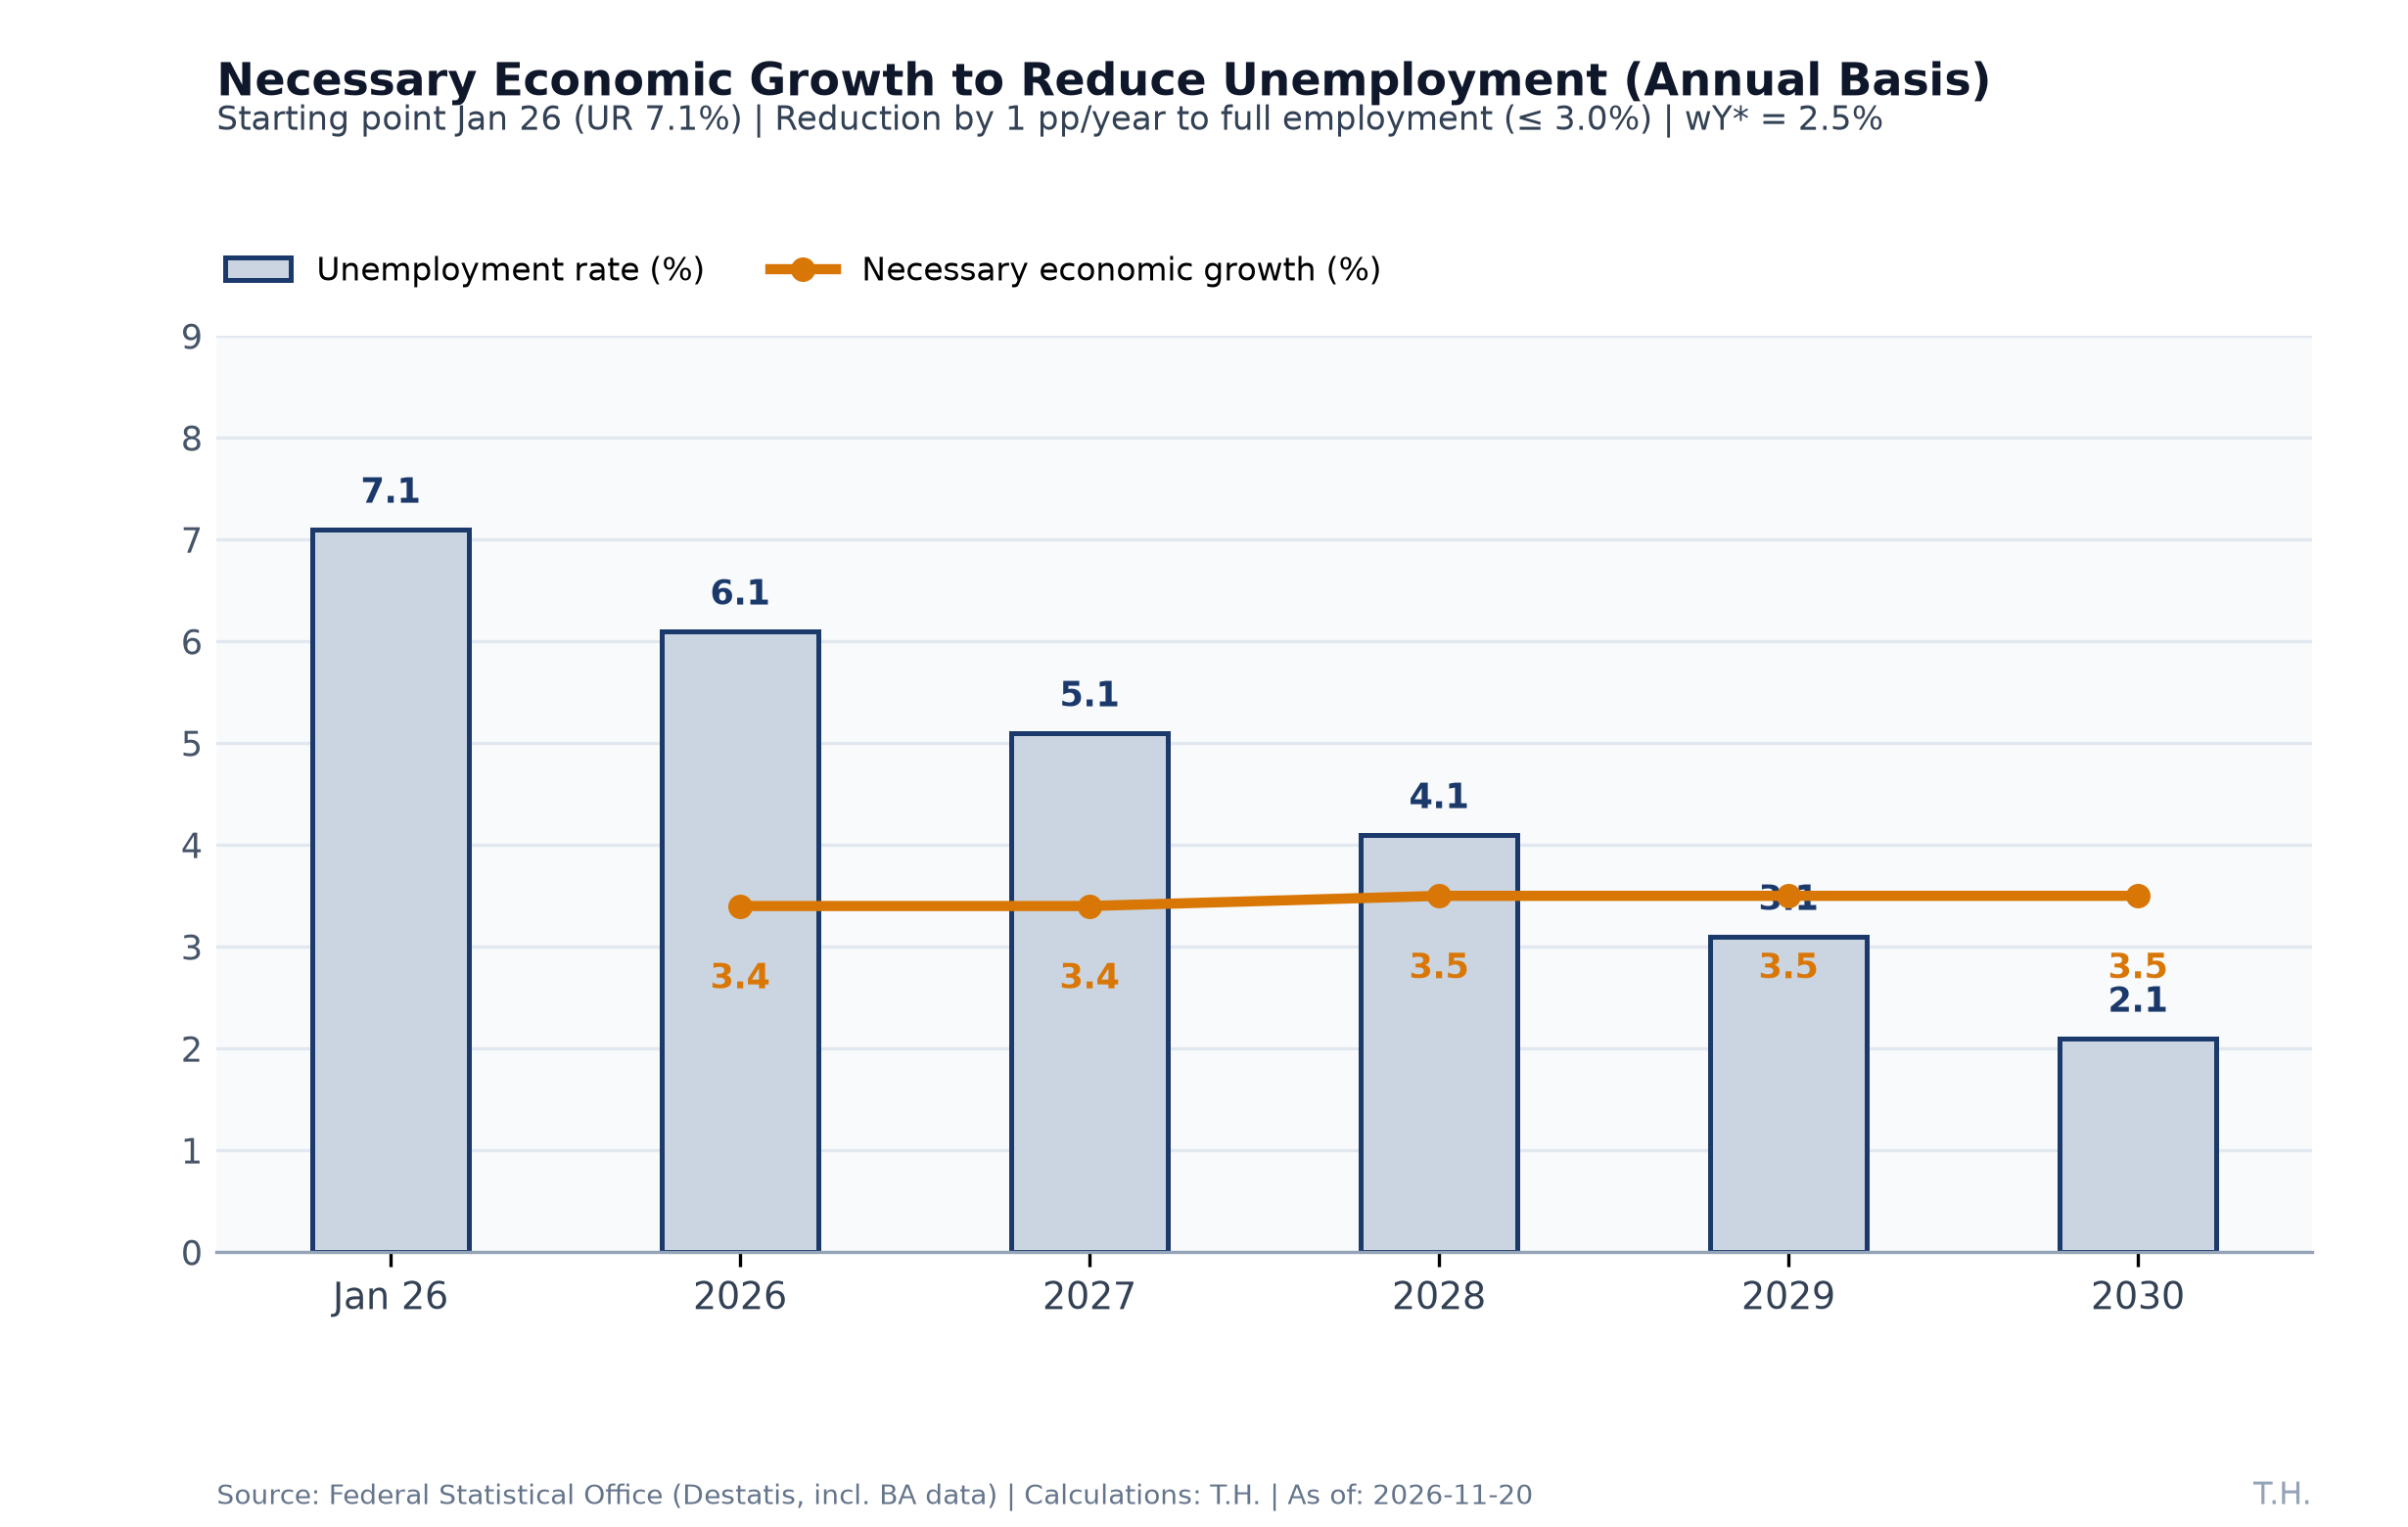 Necessary Economic Growth to Reduce Unemployment (Annual Basis)
Starting point Jan 26 (UR 7.1%) | Reduction by 1 pp/year to full employment (≤ 3.0%) | wY* = 2.5%
Unemployment rate (%) Necessary economic growth (%)
9
8
7.1
7
6.1
6
5.1
5
4.1
4
3.1
3
3.4 3.4 3.5 3.5 3.5
2.1
2
1
0
Jan 26 2026 2027 2028 2029 2030
Source: Federal Statistical Office (Destatis, incl. BA data) | Calculations: T.H. | As of: 2026-11-20
T.H.